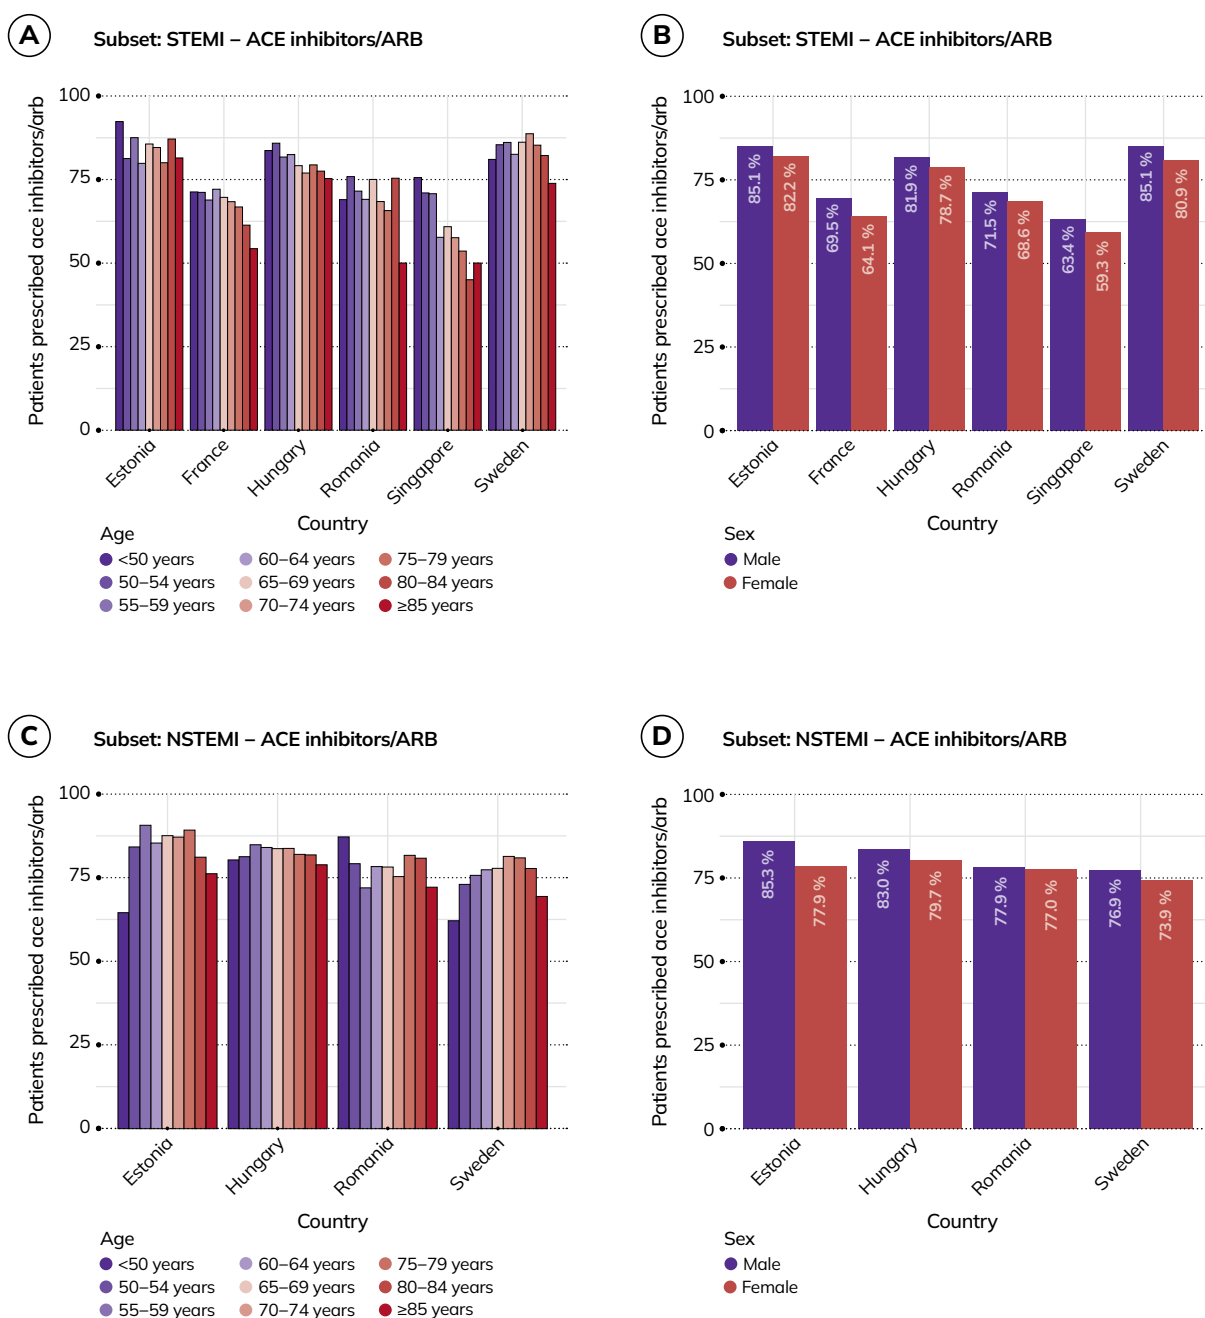 A
Subset: STEMI – ACE inhibitors/ARB
Patients prescribed ace inhibitors/arb
100
75
50
25
0
Estonia
France
Hungary
Romania
Singapore
Sweden
Country
Age
<50 years
60–64 years
75–79 years
50–54 years
65–69 years
80–84 years
55–59 years
70–74 years
≥85 years
B
Subset: STEMI – ACE inhibitors/ARB
Patients prescribed ace inhibitors/arb
100
75
50
25
0
85.1 %
82.2 %
69.5 %
64.1 %
81.9 %
78.7 %
71.5 %
68.6 %
63.4 %
59.3 %
85.1 %
80.9 %
Estonia
France
Hungary
Romania
Singapore
Sweden
Country
Sex
Male
Female
C
Subset: NSTEMI – ACE inhibitors/ARB
Patients prescribed ace inhibitors/arb
100
75
50
25
0
Estonia
Hungary
Romania
Sweden
Country
Age
<50 years
60–64 years
75–79 years
50–54 years
65–69 years
80–84 years
55–59 years
70–74 years
≥85 years
D
Subset: NSTEMI – ACE inhibitors/ARB
Patients prescribed ace inhibitors/arb
100
75
50
25
0
85.3 %
77.9 %
83.0 %
79.7 %
77.9 %
77.0 %
76.9 %
73.9 %
Estonia
Hungary
Romania
Sweden
Country
Sex
Male
Female